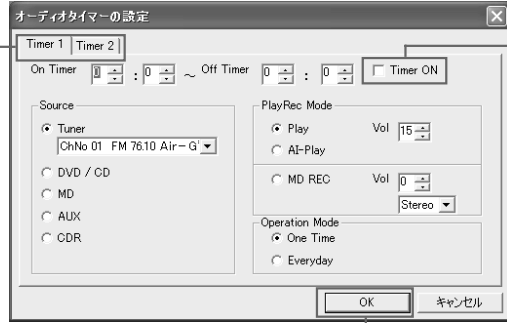 オーディオタイマーの設定
Timer 1 Timer 2
On Timer 0 : 0 ~ Off Timer 0 : 0 Timer ON
Source
Tuner
ChNo 01 FM 76.10 Air-G'
DVD / CD
MD
AUX
CDR
PlayRec Mode
Play Vol 15
AI-Play
MD REC Vol 0
Stereo
Operation Mode
One Time
Everyday
OK キャンセル